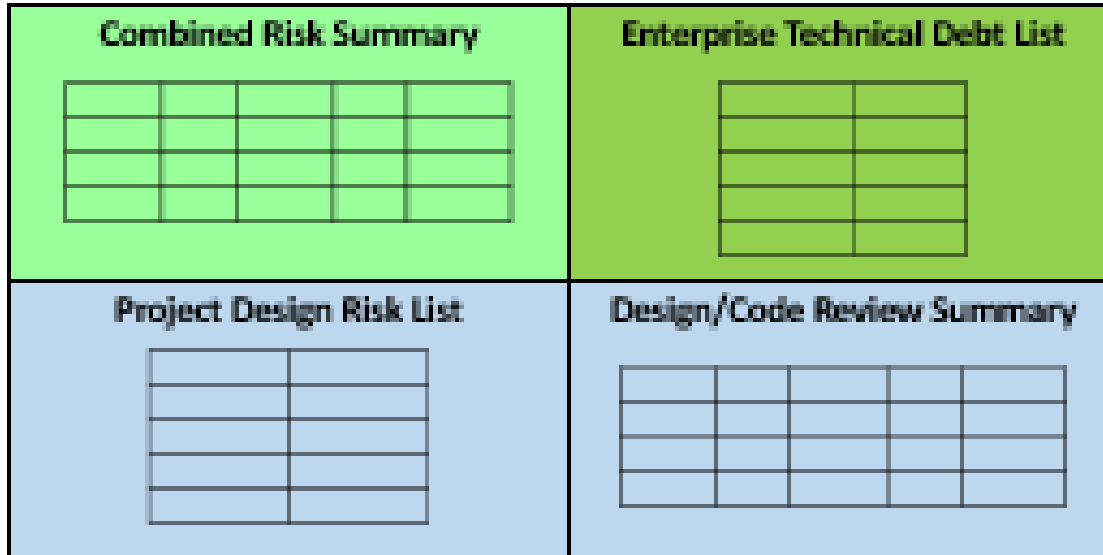 Combined Risk Summary
Enterprise Technical Debt List
Project Design Risk List
Design/Code Review Summary